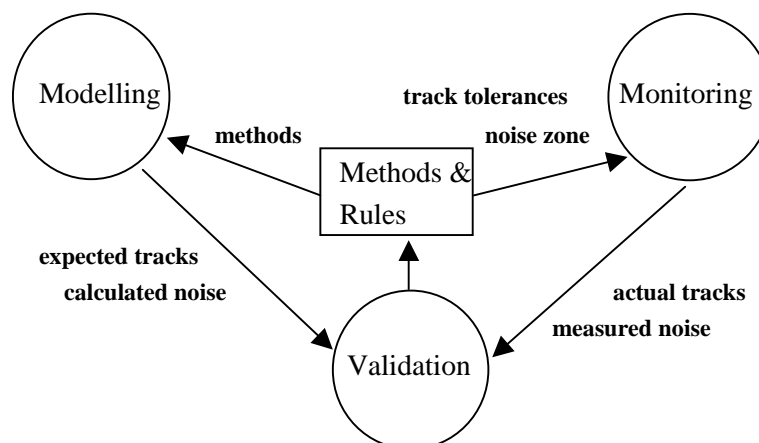 Modelling
track tolerances
Monitoring
methods
noise zone
Methods &
Rules
expected tracks
calculated noise
actual tracks
measured noise
Validation